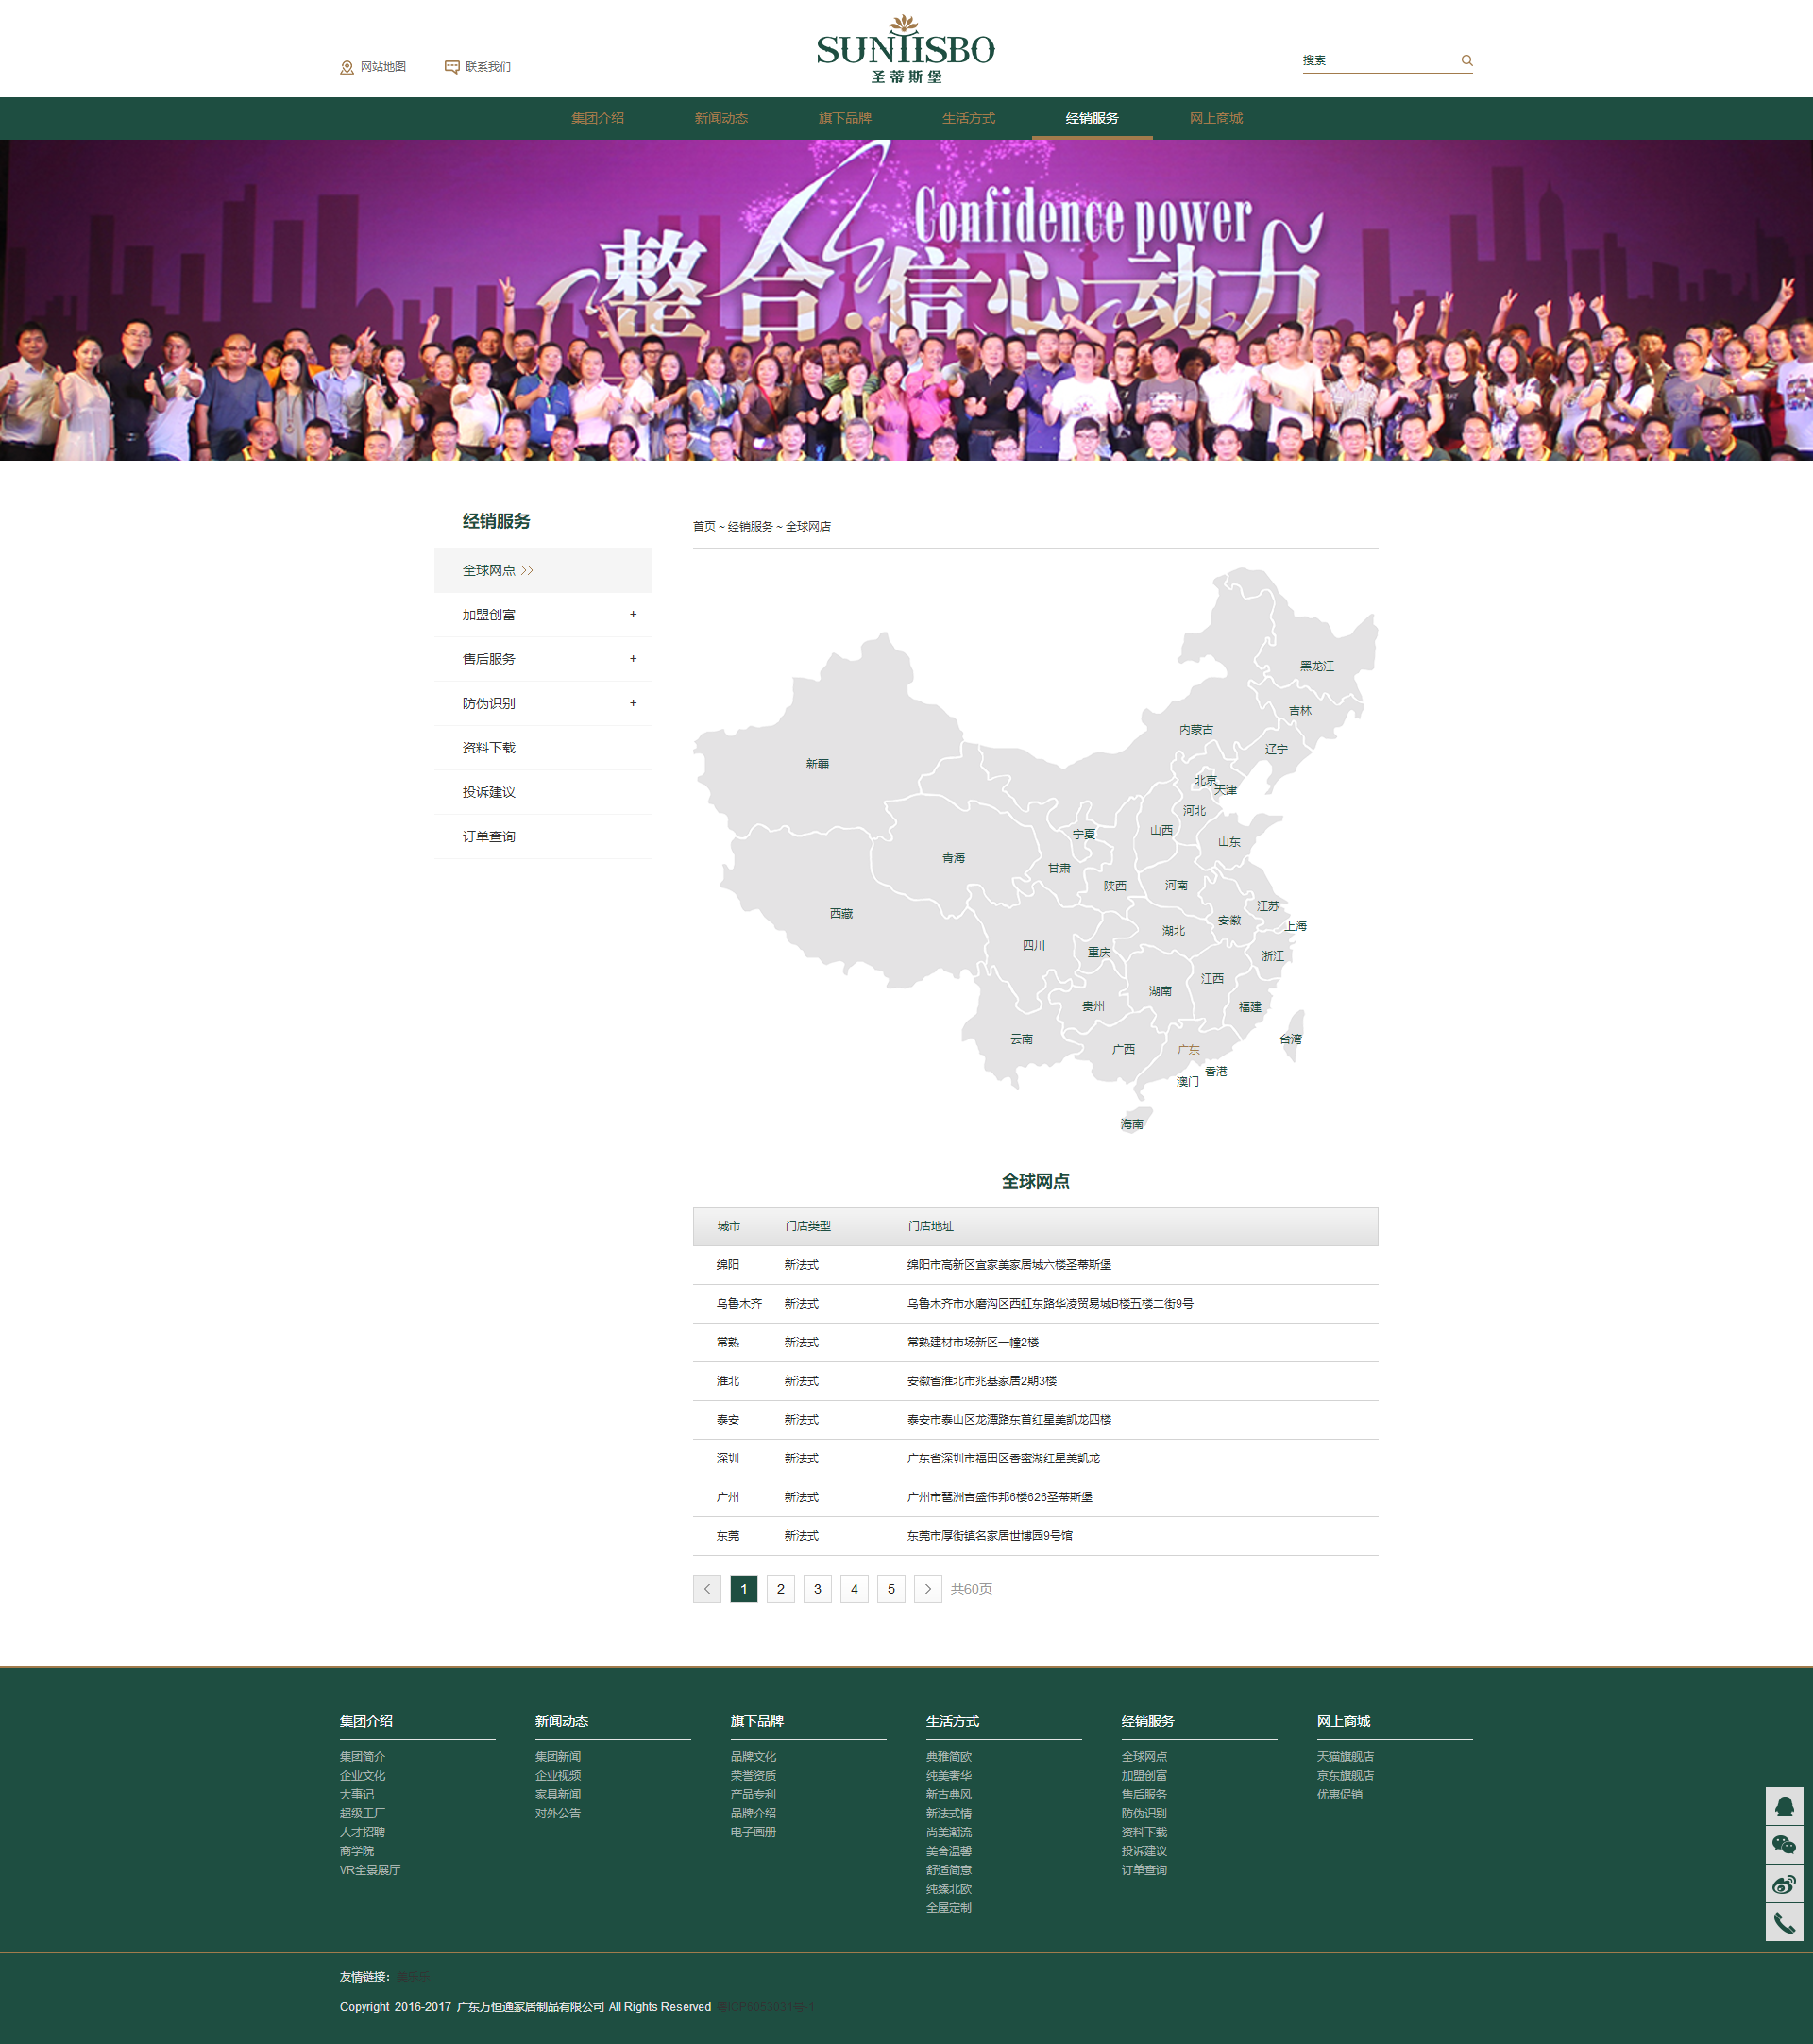 网站地图
联系我们
SUNTISBO
圣蒂斯堡
搜索
集团介绍 新闻动态 旗下品牌 生活方式 经销服务 网上商城
Confidence power
整合·信心动力
经销服务
首页 ~ 经销服务 ~ 全球网店
全球网点
加盟创富 +
售后服务 +
防伪识别 +
资料下载
投诉建议
订单查询
黑龙江
吉林
内蒙古
辽宁
新疆
北京
天津
河北
山西
宁夏
山东
青海
甘肃
陕西
河南
江苏
西藏
安徽
上海
湖北
四川
重庆
浙江
江西
湖南
贵州
福建
云南
台湾
广西
广东
香港
澳门
海南
全球网点
城市 门店类型 门店地址
绵阳 新法式 绵阳市高新区宜家美家居城六楼圣蒂斯堡
乌鲁木齐 新法式 乌鲁木齐市水磨沟区西虹东路华凌贸易城B楼五楼二街9号
常熟 新法式 常熟建材市场新区一幢2楼
淮北 新法式 安徽省淮北市兆基家居2期3楼
泰安 新法式 泰安市泰山区龙潭路东首红星美凯龙四楼
深圳 新法式 广东省深圳市福田区香蜜湖红星美凯龙
广州 新法式 广州市琶洲吉盛伟邦6楼626圣蒂斯堡
东莞 新法式 东莞市厚街镇名家居世博园9号馆
1 2 3 4 5 共60页
集团介绍
集团简介
企业文化
大事记
超级工厂
人才招聘
商学院
VR全景展厅
新闻动态
集团新闻
企业视频
家具新闻
对外公告
旗下品牌
品牌文化
荣誉资质
产品专利
品牌介绍
电子画册
生活方式
典雅简欧
纯美奢华
新古典风
新法式情
尚美潮流
美舍温馨
舒适简意
纯臻北欧
全屋定制
经销服务
全球网点
加盟创富
售后服务
防伪识别
资料下载
投诉建议
订单查询
网上商城
天猫旗舰店
京东旗舰店
优惠促销
友情链接：
Copyright 2016-2017 广东万恒通家居制品有限公司 All Rights Reserved